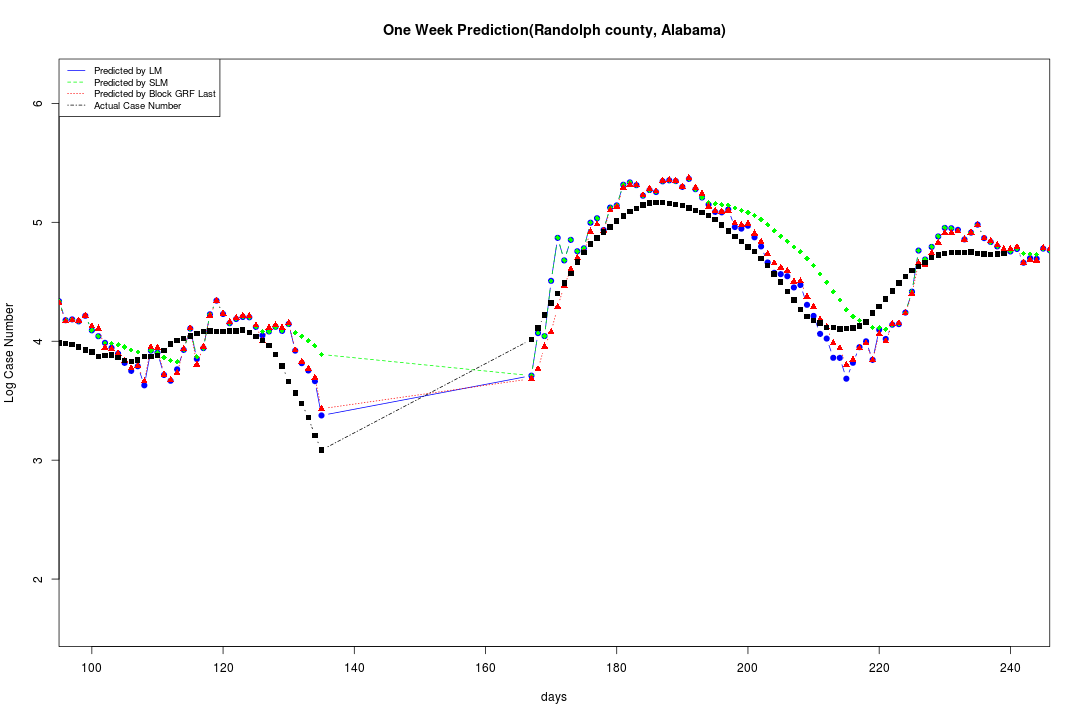 One Week Prediction(Randolph county, Alabama)
Predicted by LM
Predicted by SLM
Predicted by Block GRF Last
Actual Case Number
6
5
4
3
2
Log Case Number
100 120 140 160 180 200 220 240
days